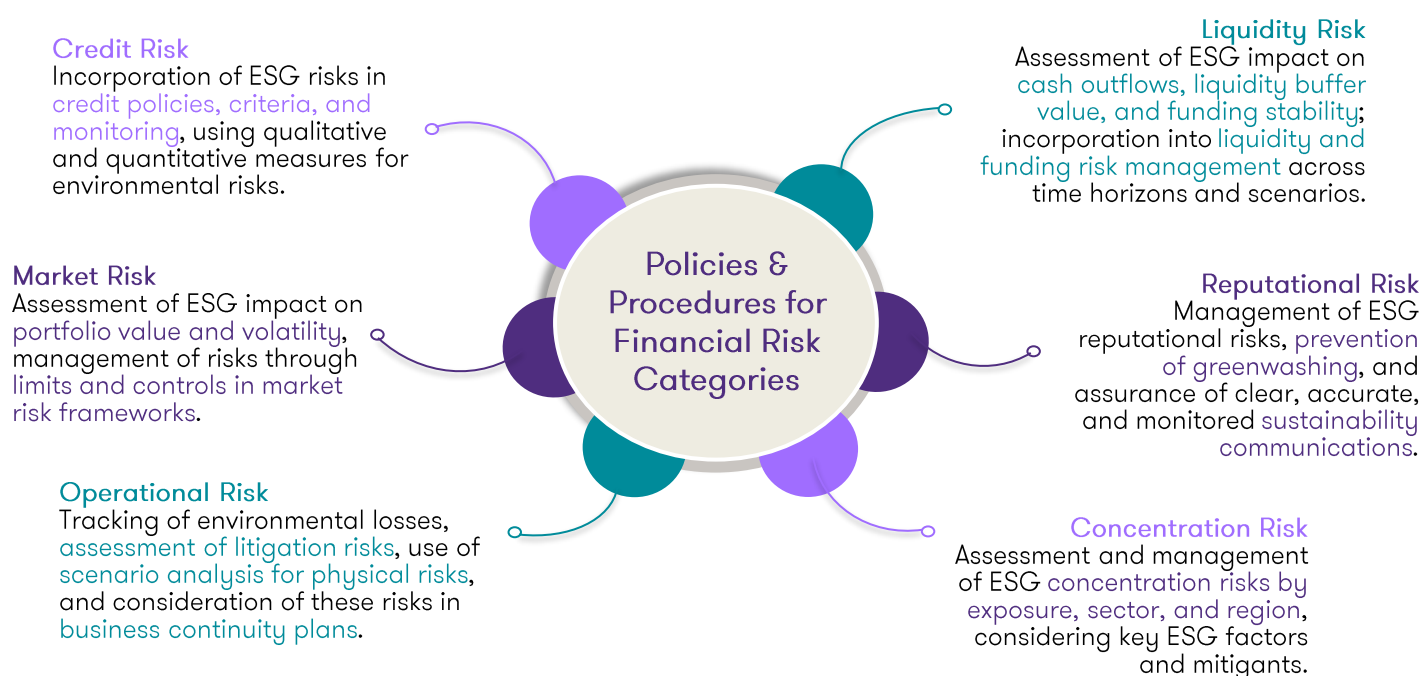 Credit Risk
Incorporation of ESG risks in
credit policies, criteria, and
monitoring, using qualitative
and quantitative measures for
environmental risks.
Market Risk
Assessment of ESG impact on
portfolio value and volatility,
management of risks through
limits and controls in market
risk frameworks.
Operational Risk
Tracking of environmental losses,
assessment of litigation risks, use of
scenario analysis for physical risks,
and consideration of these risks in
business continuity plans.
Policies &
Procedures for
Financial Risk
Categories
Liquidity Risk
Assessment of ESG impact on
cash outflows, liquidity buffer
value, and funding stability;
incorporation into liquidity and
funding risk management across
time horizons and scenarios.
Reputational Risk
Management of ESG
reputational risks, prevention
of greenwashing, and
assurance of clear, accurate,
and monitored sustainability
communications.
Concentration Risk
Assessment and management
of ESG concentration risks by
exposure, sector, and region,
considering key ESG factors
and mitigants.